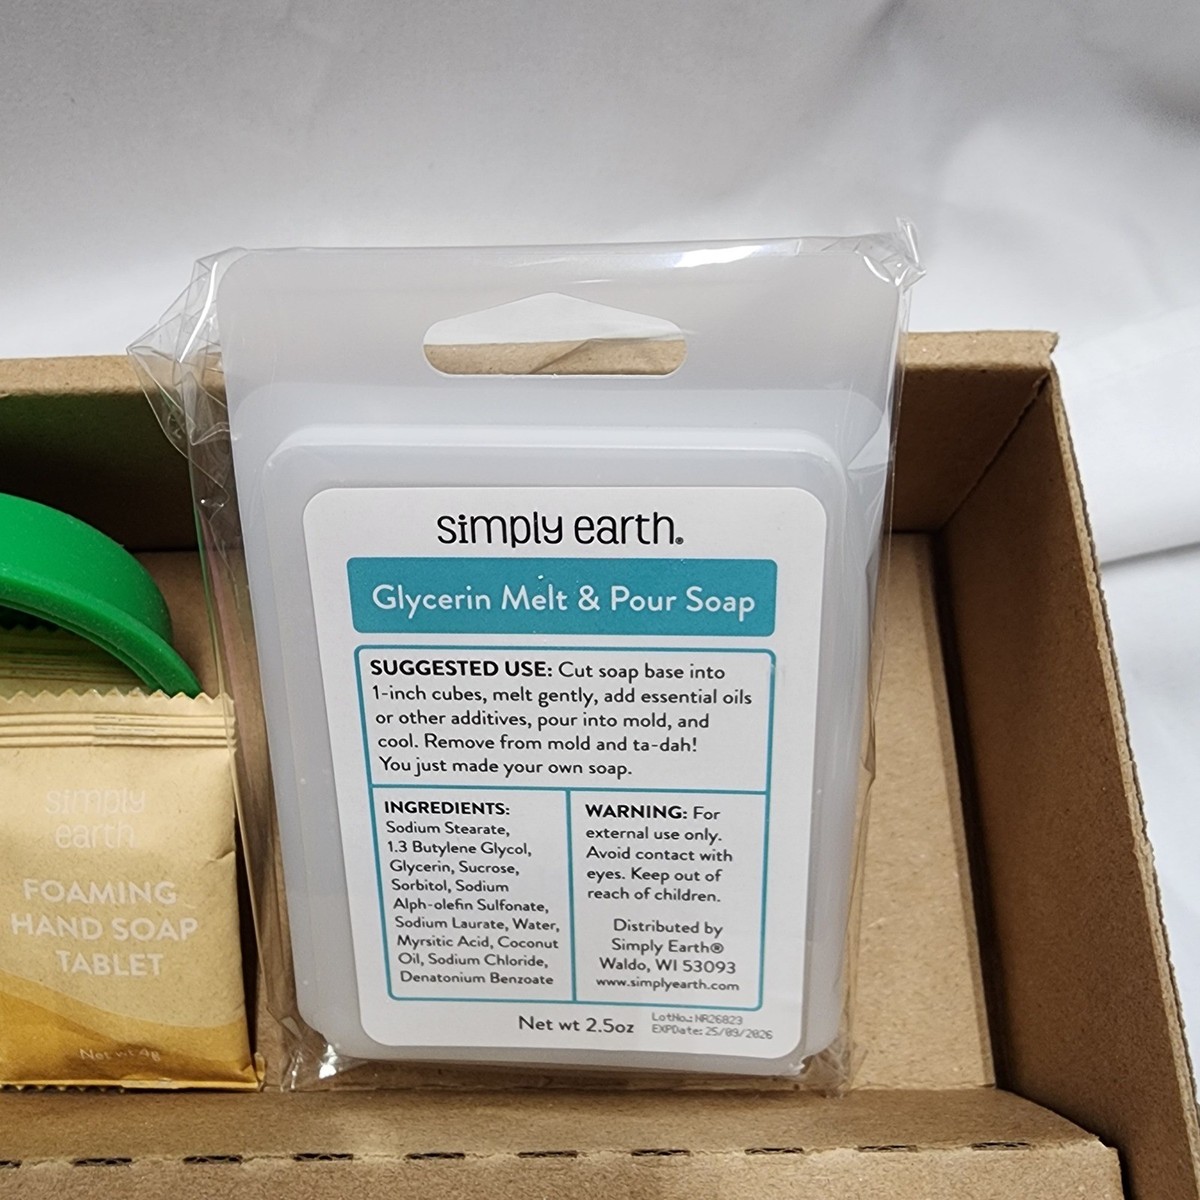 simply earth®
Glycerin Melt & Pour Soap
SUGGESTED USE: Cut soap base into
1-inch cubes, melt gently, add essential oils
or other additives, pour into mold, and
cool. Remove from mold and ta-dah!
You just made your own soap.
INGREDIENTS:
Sodium Stearate,
1.3 Butylene Glycol,
Glycerin, Sucrose,
Sorbitol, Sodium
Alph-olefin Sulfonate,
Sodium Laurate, Water,
Myrsitic Acid, Coconut
Oil, Sodium Chloride,
Denatonium Benzoate
WARNING: For
external use only.
Avoid contact with
eyes. Keep out of
reach of children.
Distributed by
Simply Earth®
Waldo, WI 53093
www.simplyearth.com
Net wt 2.5oz
LotNo.: HR26823
EXPDate: 25/09/2026
simply
earth
FOAMING
HAND SOAP
TABLET
Net wt 4g